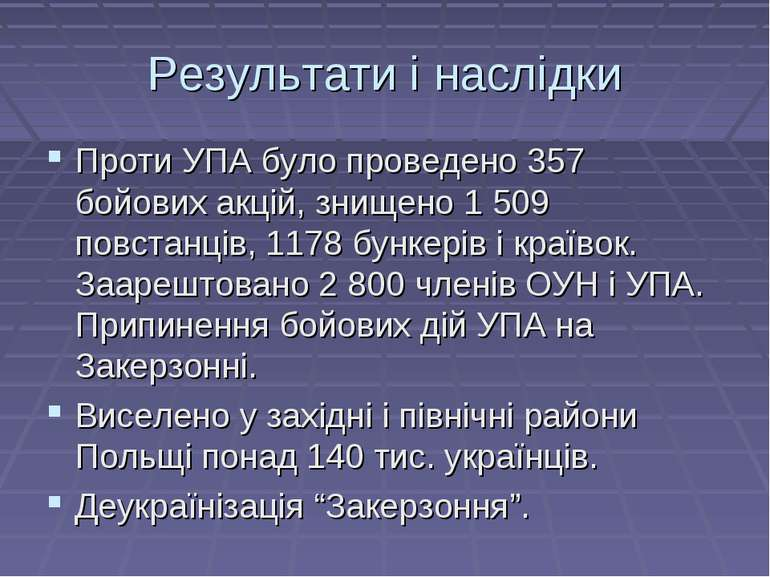 Результати і наслідки
Проти УПА було проведено 357
бойових акцій, знищено 1 509
повстанців, 1178 бункерів і краївок.
Заарештовано 2 800 членів ОУН і УПА.
Припинення бойових дій УПА на
Закерзонні.
Виселено у західні і північні райони
Польщі понад 140 тис. українців.
Деукраїнізація “Закерзоння”.